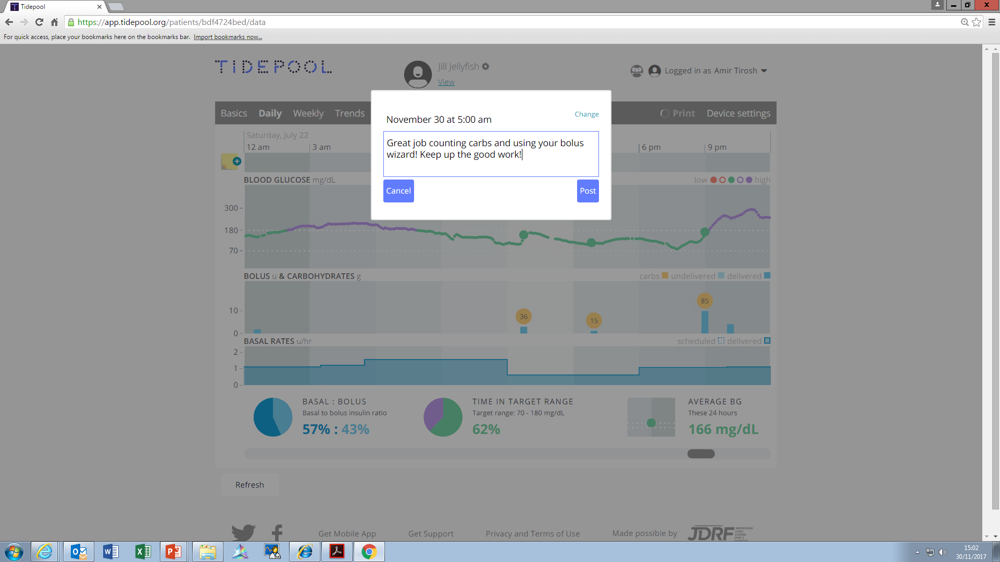 Tidepool
https://app.tidepool.org/patients/bdf4724bed/data
For quick access, place your bookmarks here on the bookmarks bar. Import bookmarks now...
TIDEPOOL
Jill Jellyfish
View
Logged in as Amir Tirosh
Basics Daily Weekly Trends
Print Device settings
November 30 at 5:00 am
Change
Great job counting carbs and using your bolus
wizard! Keep up the good work!
Cancel
Post
Saturday, July 22
12 am 3 am 6 pm 9 pm
BLOOD GLUCOSE mg/dL
low high
300
180
70
BOLUS u & CARBOHYDRATES g
carbs undelivered delivered
10
0
36
15
85
BASAL RATES u/hr
scheduled delivered
2
1
0
BASAL : BOLUS
Basal to bolus insulin ratio
57% : 43%
TIME IN TARGET RANGE
Target range: 70 - 180 mg/dL
62%
AVERAGE BG
These 24 hours
166 mg/dL
Refresh
Get Mobile App
Get Support
Privacy and Terms of Use
Made possible by
JDRF IMPROVING
LIVES
CURING
TYPE 1
15:02
30/11/2017